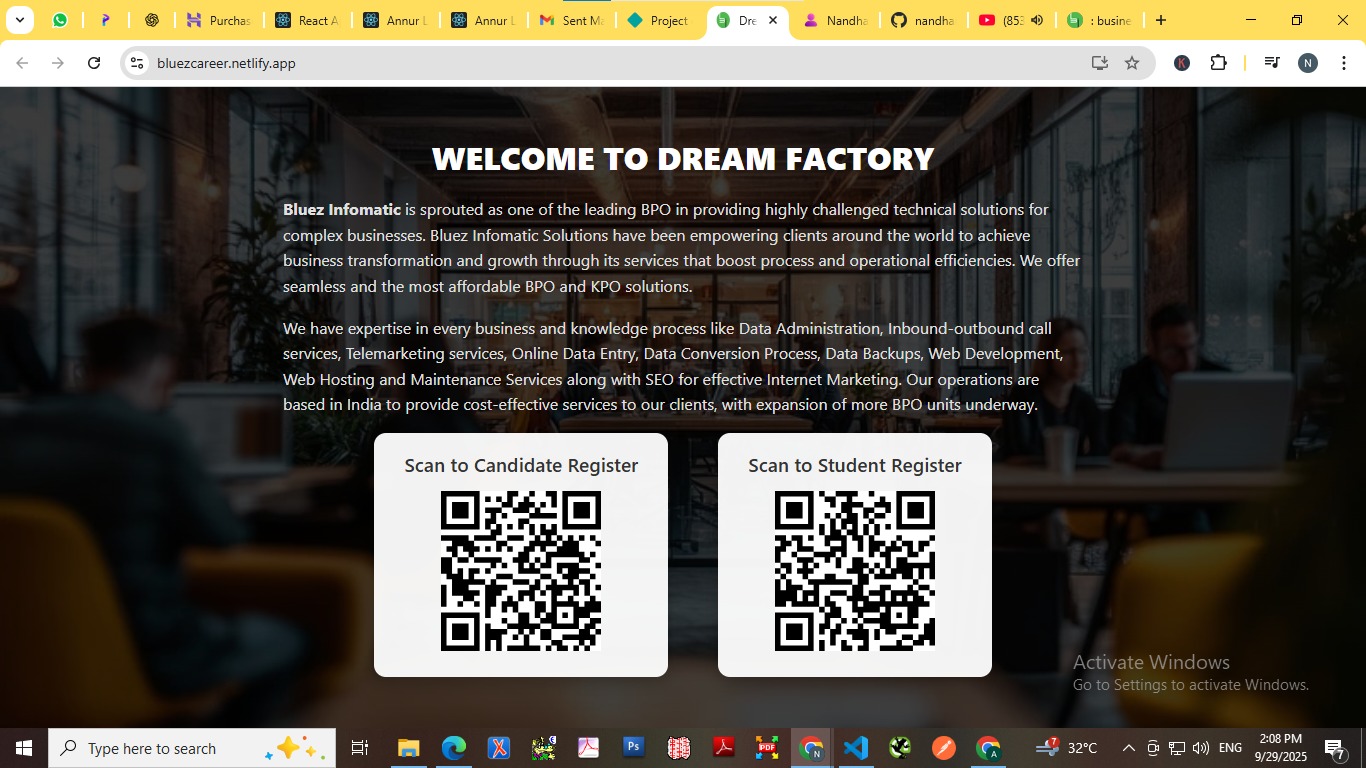 Purchas
React A
Annur L
Annur L
Sent Ma
Project
Dre
Nandha
nandha
(853
: busine
bluezcareer.netlify.app
K
N
WELCOME TO DREAM FACTORY
Bluez Infomatic is sprouted as one of the leading BPO in providing highly challenged technical solutions for
complex businesses. Bluez Infomatic Solutions have been empowering clients around the world to achieve
business transformation and growth through its services that boost process and operational efficiencies. We offer
seamless and the most affordable BPO and KPO solutions.
We have expertise in every business and knowledge process like Data Administration, Inbound-outbound call
services, Telemarketing services, Online Data Entry, Data Conversion Process, Data Backups, Web Development,
Web Hosting and Maintenance Services along with SEO for effective Internet Marketing. Our operations are
based in India to provide cost-effective services to our clients, with expansion of more BPO units underway.
Scan to Candidate Register
Scan to Student Register
Activate Windows
Go to Settings to activate Windows.
Type here to search
Ps
PDF
N
A
7
32°C
ENG
2:08 PM
9/29/2025
7